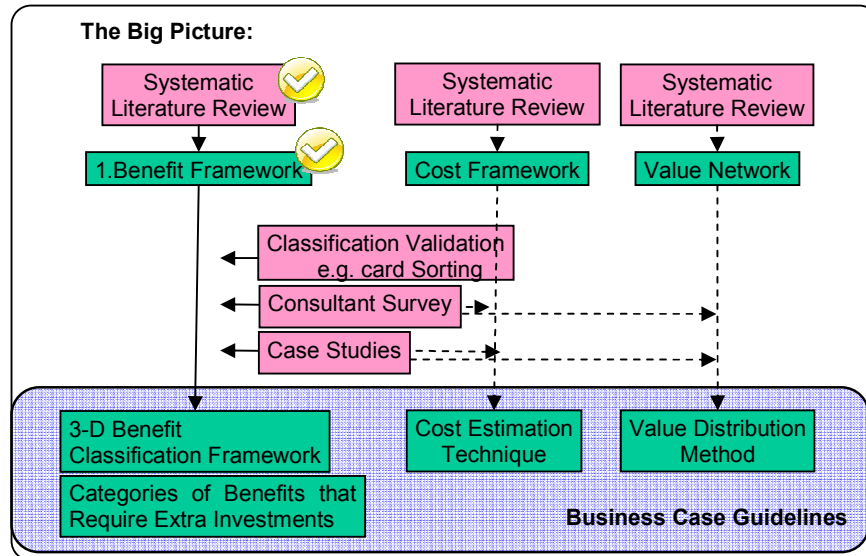 The Big Picture:
Systematic
Literature Review
Systematic
Literature Review
Systematic
Literature Review
1.Benefit Framework
Cost Framework
Value Network
Classification Validation
e.g. card Sorting
Consultant Survey
Case Studies
3-D Benefit
Classification Framework
Cost Estimation
Technique
Value Distribution
Method
Categories of Benefits that
Require Extra Investments
Business Case Guidelines